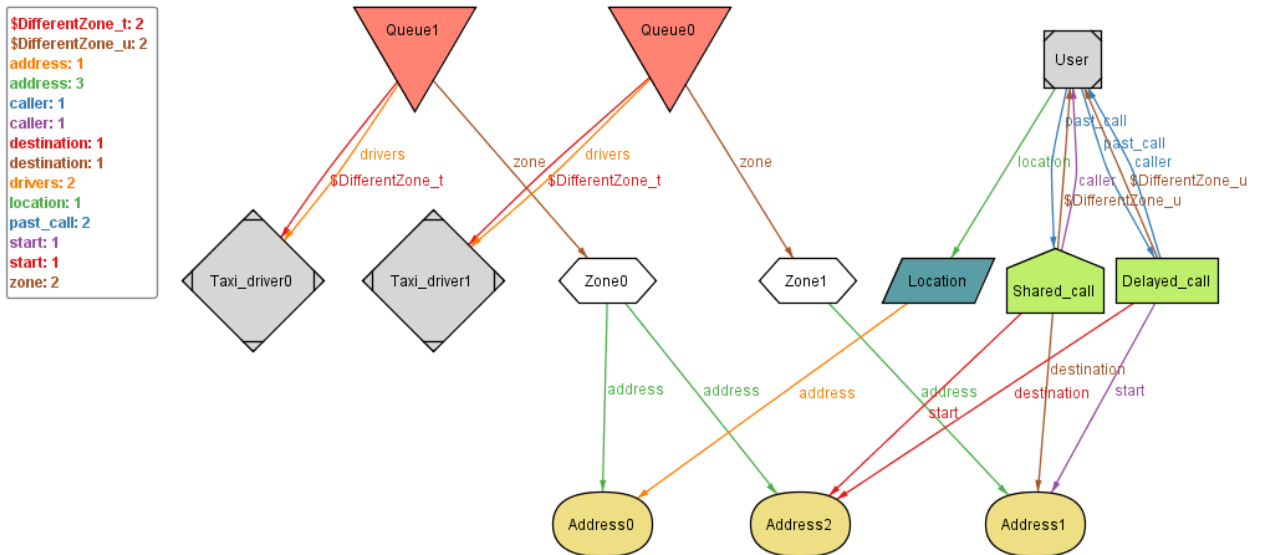 $DifferentZone_t: 2
$DifferentZone_u: 2
address: 1
address: 3
caller: 1
caller: 1
destination: 1
destination: 1
drivers: 2
location: 1
past_call: 2
start: 1
start: 1
zone: 2
Queue1
Queue0
User
past_call
past_call
drivers
zone
drivers
zone
location
caller
$DifferentZone_t
$DifferentZone_t
caller
$DifferentZone_u
$DifferentZone_u
Taxi_driver0
Taxi_driver1
Zone0
Zone1
Location
Shared_call
Delayed_call
address
address
address
address
start
destination
destination
start
Address0
Address2
Address1